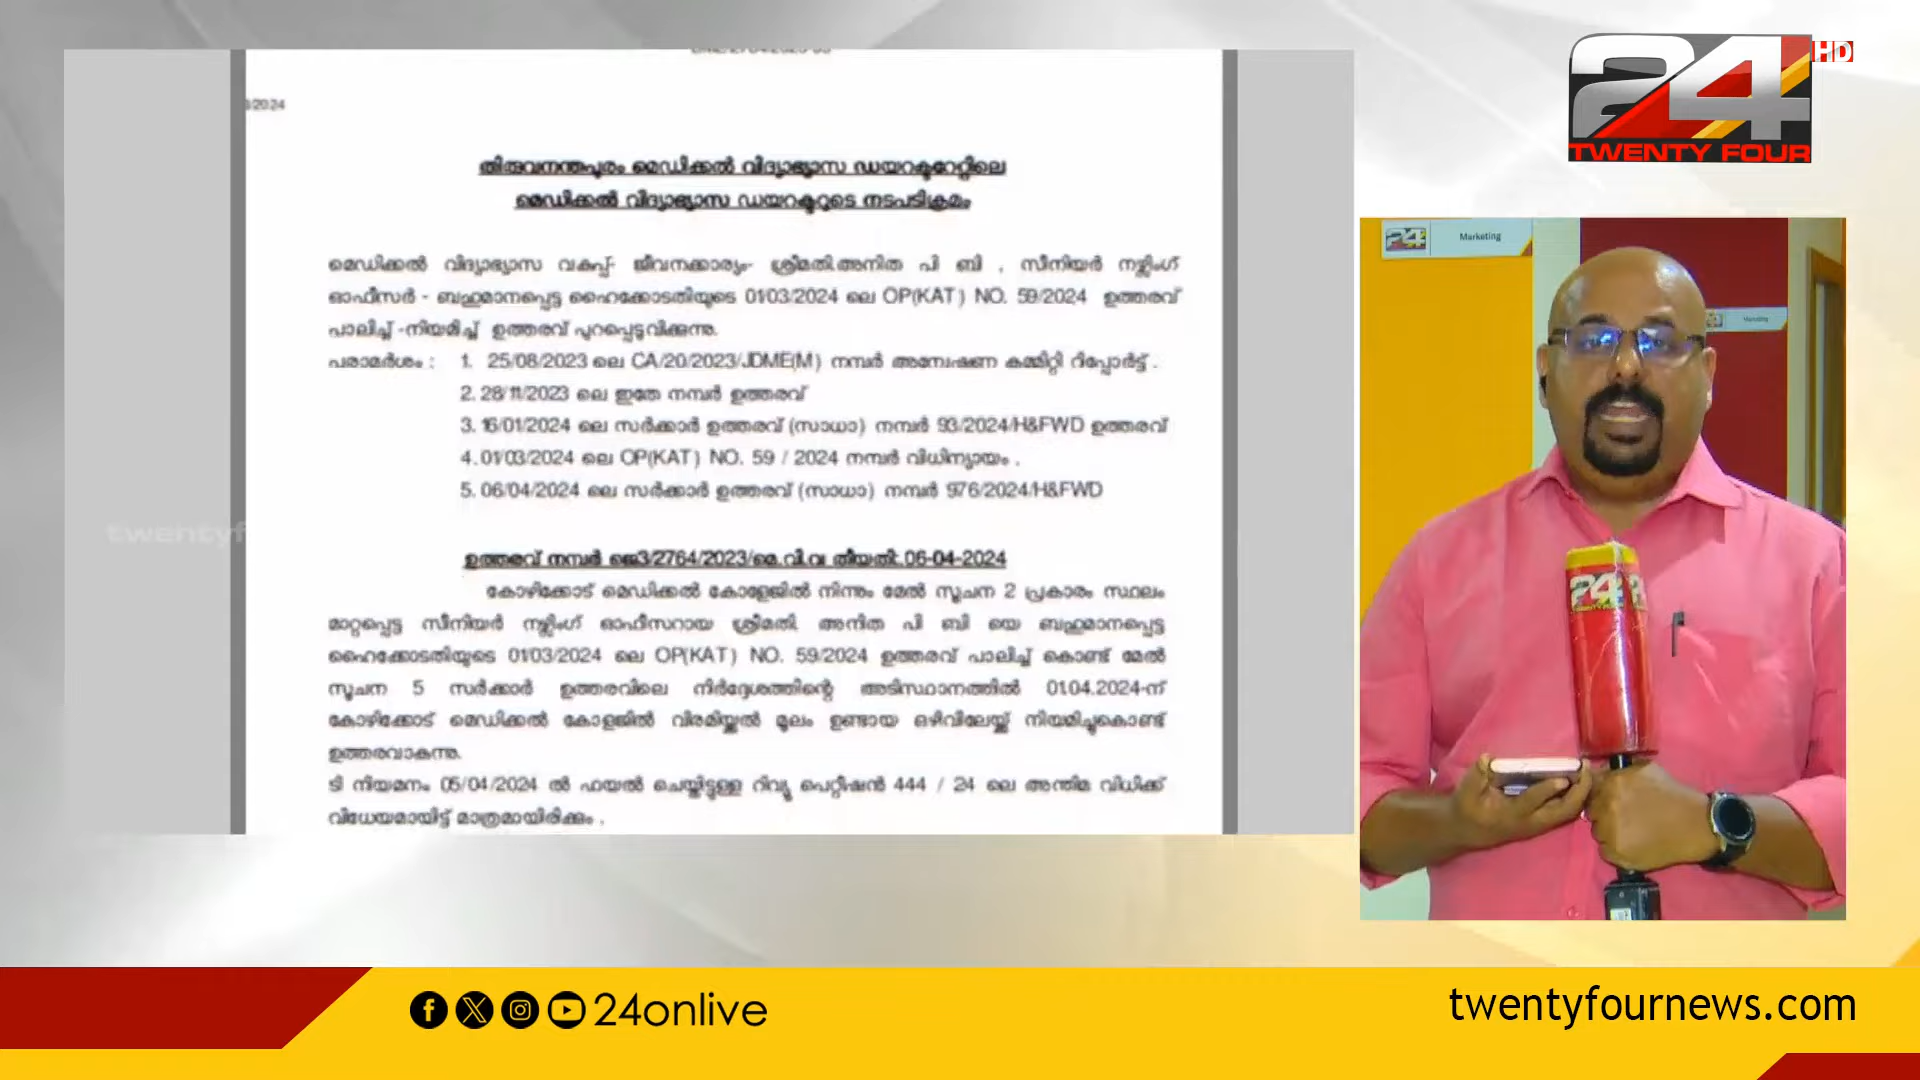 /2024
തിരുവനന്തപുരം മെഡിക്കൽ വിദ്യാഭ്യാസ ഡയറക്ടറേറ്റിലെ
മെഡിക്കൽ വിദ്യാഭ്യാസ ഡയറക്ടറുടെ നടപടിക്രമം
മെഡിക്കൽ വിദ്യാഭ്യാസ വകുപ്പ്- ജീവനക്കാര്യം- ശ്രീമതി.അനിത പി ബി , സീനിയർ നഴ്സിംഗ്
ഓഫീസർ - ബഹുമാനപ്പെട്ട ഹൈക്കോടതിയുടെ 01/03/2024 ലെ OP(KAT) NO. 59/2024 ഉത്തരവ്
പാലിച്ച് -നിയമിച്ച് ഉത്തരവ് പുറപ്പെടുവിക്കുന്നു.
പരാമർശം : 1. 25/08/2023 ലെ CA/20/2023/JDME(M) നമ്പർ അന്വേഷണ കമ്മിറ്റി റിപ്പോർട്ട് .
2. 28/11/2023 ലെ ഇതേ നമ്പർ ഉത്തരവ്
3. 16/01/2024 ലെ സർക്കാർ ഉത്തരവ് (സാധാ) നമ്പർ 93/2024/H&FWD ഉത്തരവ്
4. 01/03/2024 ലെ OP(KAT) NO. 59 / 2024 നമ്പർ വിധിന്യായം .
5. 06/04/2024 ലെ സർക്കാർ ഉത്തരവ് (സാധാ) നമ്പർ 976/2024/H&FWD
ഉത്തരവ് നമ്പർ ജെ3/2764/2023/മെ.വി.വ തീയതി:.06-04-2024
കോഴിക്കോട് മെഡിക്കൽ കോളേജിൽ നിന്നും മേൽ സൂചന 2 പ്രകാരം സ്ഥലം
മാറ്റപ്പെട്ട സീനിയർ നഴ്സിംഗ് ഓഫീസറായ ശ്രീമതി. അനിത പി ബി യെ ബഹുമാനപ്പെട്ട
ഹൈക്കോടതിയുടെ 01/03/2024 ലെ OP(KAT) NO. 59/2024 ഉത്തരവ് പാലിച്ച് കൊണ്ട് മേൽ
സൂചന 5 സർക്കാർ ഉത്തരവിലെ നിർദ്ദേശത്തിന്റെ അടിസ്ഥാനത്തിൽ 01.04.2024-ന്
കോഴിക്കോട് മെഡിക്കൽ കോളജിൽ വിരമിയ്ക്കൽ മൂലം ഉണ്ടായ ഒഴിവിലേയ്ക്ക് നിയമിച്ചുകൊണ്ട്
ഉത്തരവാകുന്നു.
ടി നിയമനം 05/04/2024 ൽ ഫയൽ ചെയ്തിട്ടുള്ള റിവ്യൂ പെറ്റീഷൻ 444 / 24 ലെ അന്തിമ വിധിക്ക്
വിധേയമായിട്ട് മാത്രമായിരിക്കും .
twentyf
24 HD
TWENTY FOUR
24 Marketing
Marketing
24
24onlive
twentyfournews.com